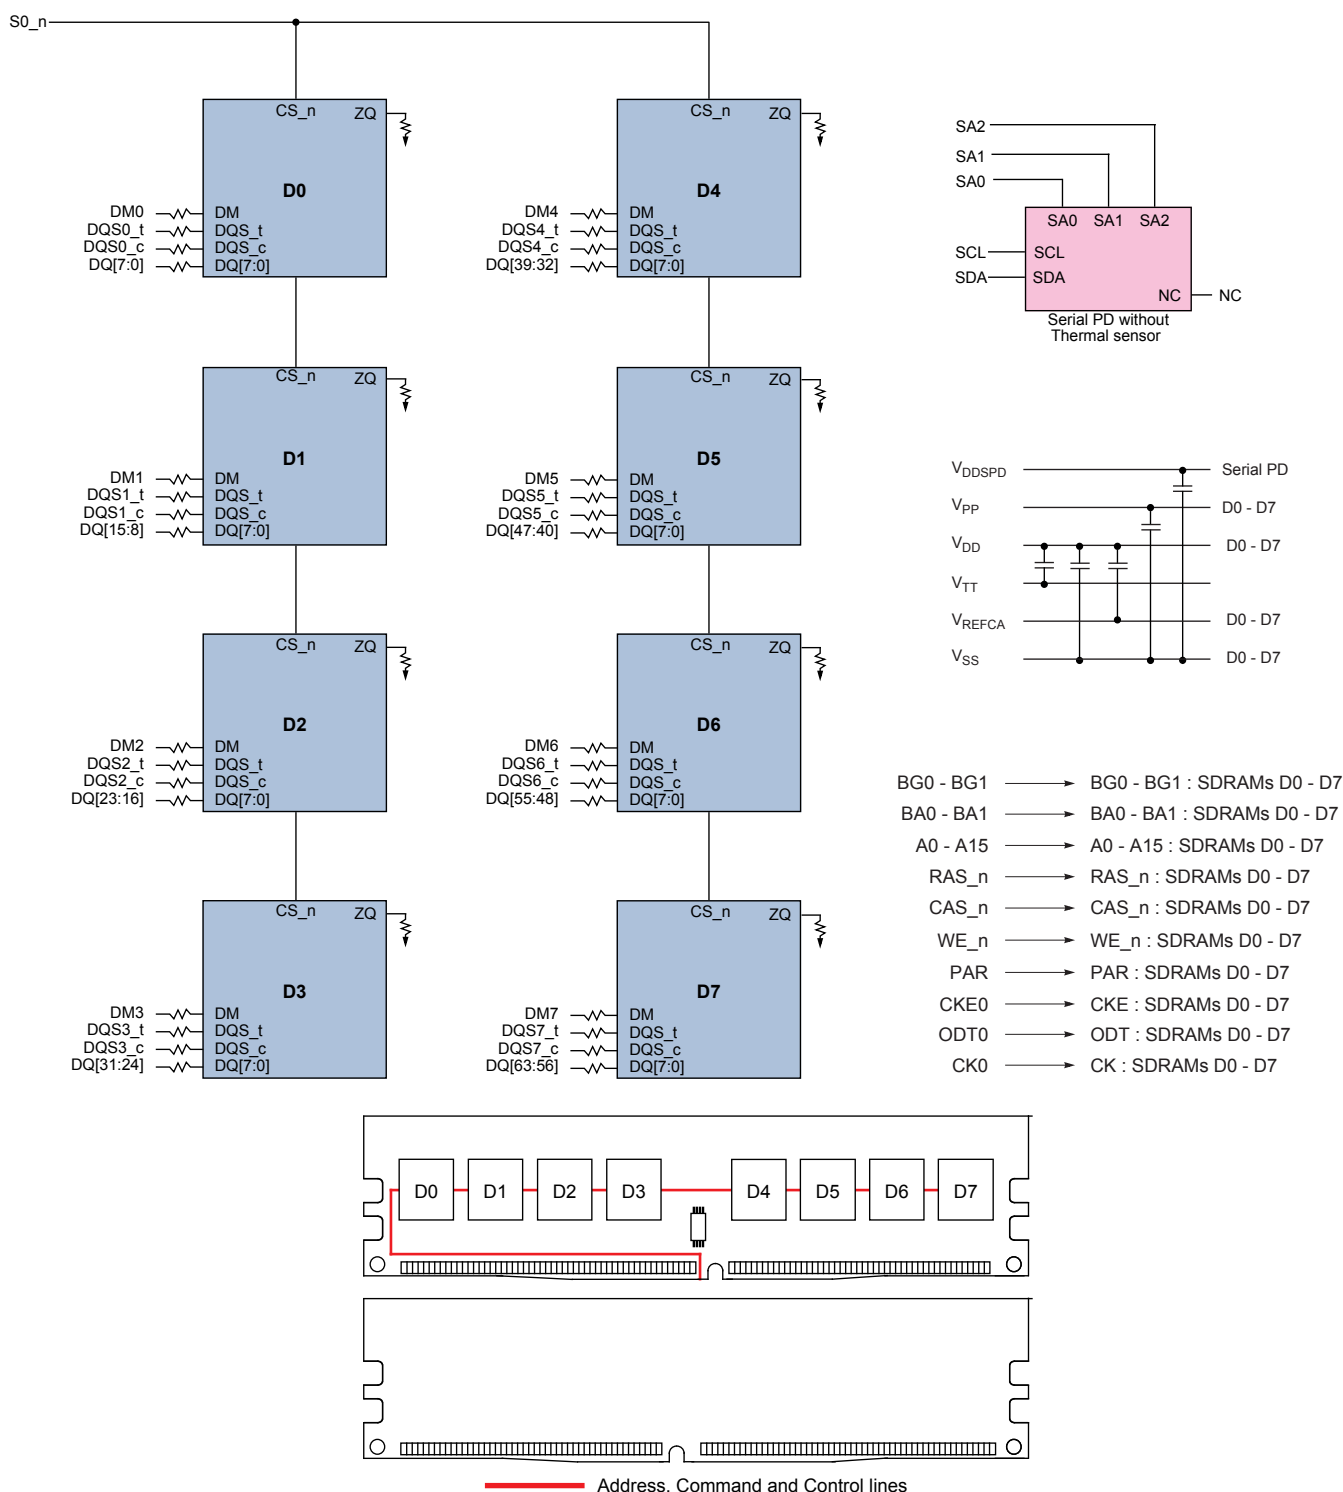 S0_n
CS_n ZQ
D0
DM0 DM
DQS0_t DQS_t
DQS0_c DQS_c
DQ[7:0] DQ[7:0]
CS_n ZQ
D4
DM4 DM
DQS4_t DQS_t
DQS4_c DQS_c
DQ[39:32] DQ[7:0]
CS_n ZQ
D1
DM1 DM
DQS1_t DQS_t
DQS1_c DQS_c
DQ[15:8] DQ[7:0]
CS_n ZQ
D5
DM5 DM
DQS5_t DQS_t
DQS5_c DQS_c
DQ[47:40] DQ[7:0]
CS_n ZQ
D2
DM2 DM
DQS2_t DQS_t
DQS2_c DQS_c
DQ[23:16] DQ[7:0]
CS_n ZQ
D6
DM6 DM
DQS6_t DQS_t
DQS6_c DQS_c
DQ[55:48] DQ[7:0]
CS_n ZQ
D3
DM3 DM
DQS3_t DQS_t
DQS3_c DQS_c
DQ[31:24] DQ[7:0]
CS_n ZQ
D7
DM7 DM
DQS7_t DQS_t
DQS7_c DQS_c
DQ[63:56] DQ[7:0]
SA2
SA1
SA0
SA0 SA1 SA2
SCL SCL
SDA SDA
NC NC
Serial PD without
Thermal sensor
VDDSPD Serial PD
VPP D0 - D7
VDD D0 - D7
VTT
VREFCA D0 - D7
VSS D0 - D7
BG0 - BG1 BG0 - BG1 : SDRAMs D0 - D7
BA0 - BA1 BA0 - BA1 : SDRAMs D0 - D7
A0 - A15 A0 - A15 : SDRAMs D0 - D7
RAS_n RAS_n : SDRAMs D0 - D7
CAS_n CAS_n : SDRAMs D0 - D7
WE_n WE_n : SDRAMs D0 - D7
PAR PAR : SDRAMs D0 - D7
CKE0 CKE : SDRAMs D0 - D7
ODT0 ODT : SDRAMs D0 - D7
CK0 CK : SDRAMs D0 - D7
D0 D1 D2 D3 D4 D5 D6 D7
Address, Command and Control lines